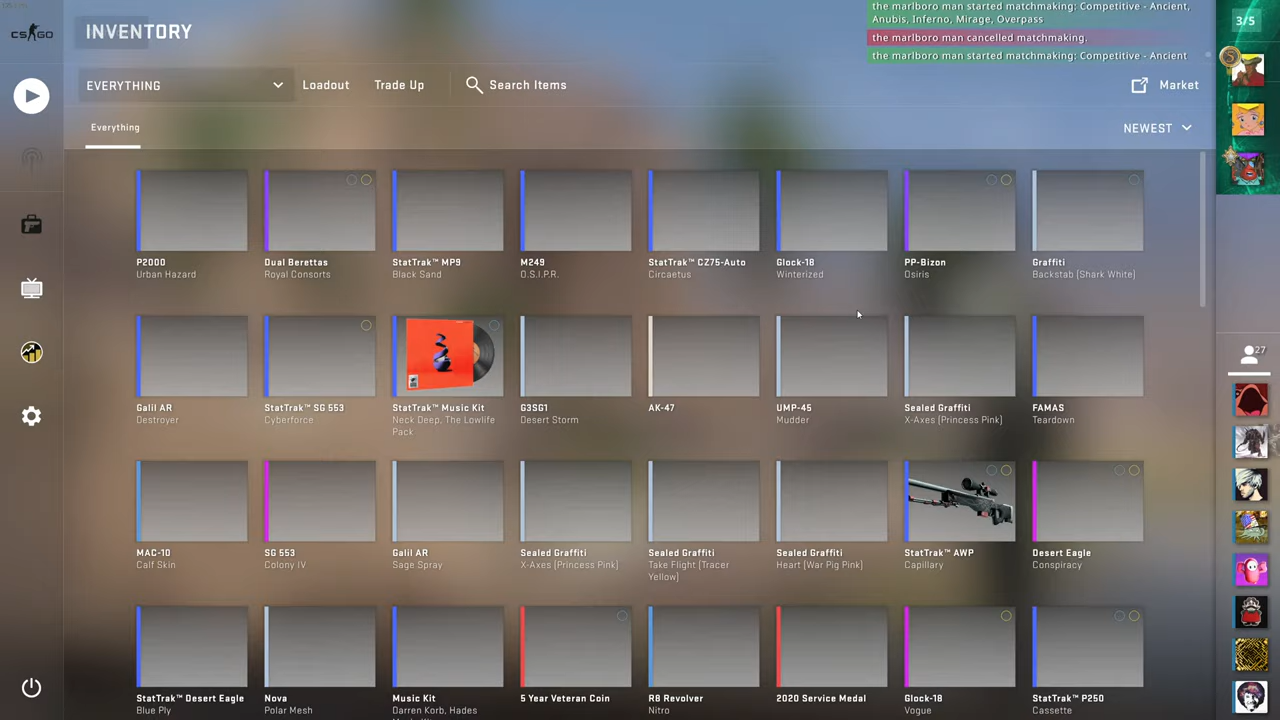 CS:GO
INVENTORY
the marlboro man started matchmaking: Competitive - Ancient,
Anubis, Inferno, Mirage, Overpass
the marlboro man cancelled matchmaking.
the marlboro man started matchmaking: Competitive - Ancient
3/5
EVERYTHING
Loadout
Trade Up
Search Items
Market
Everything
NEWEST
P2000
Urban Hazard
Dual Berettas
Royal Consorts
StatTrak™ MP9
Black Sand
M249
O.S.I.P.R.
StatTrak™ CZ75-Auto
Circaetus
Glock-18
Winterized
PP-Bizon
Osiris
Graffiti
Backstab (Shark White)
Galil AR
Destroyer
StatTrak™ SG 553
Cyberforce
StatTrak™ Music Kit
Neck Deep, The Lowlife
Pack
G3SG1
Desert Storm
AK-47
UMP-45
Mudder
Sealed Graffiti
X-Axes (Princess Pink)
FAMAS
Teardown
27
MAC-10
Calf Skin
SG 553
Colony IV
Galil AR
Sage Spray
Sealed Graffiti
X-Axes (Princess Pink)
Sealed Graffiti
Take Flight (Tracer
Yellow)
Sealed Graffiti
Heart (War Pig Pink)
StatTrak™ AWP
Capillary
Desert Eagle
Conspiracy
StatTrak™ Desert Eagle
Blue Ply
Nova
Polar Mesh
Music Kit
Darren Korb, Hades
5 Year Veteran Coin
R8 Revolver
Nitro
2020 Service Medal
Glock-18
Vogue
StatTrak™ P250
Cassette